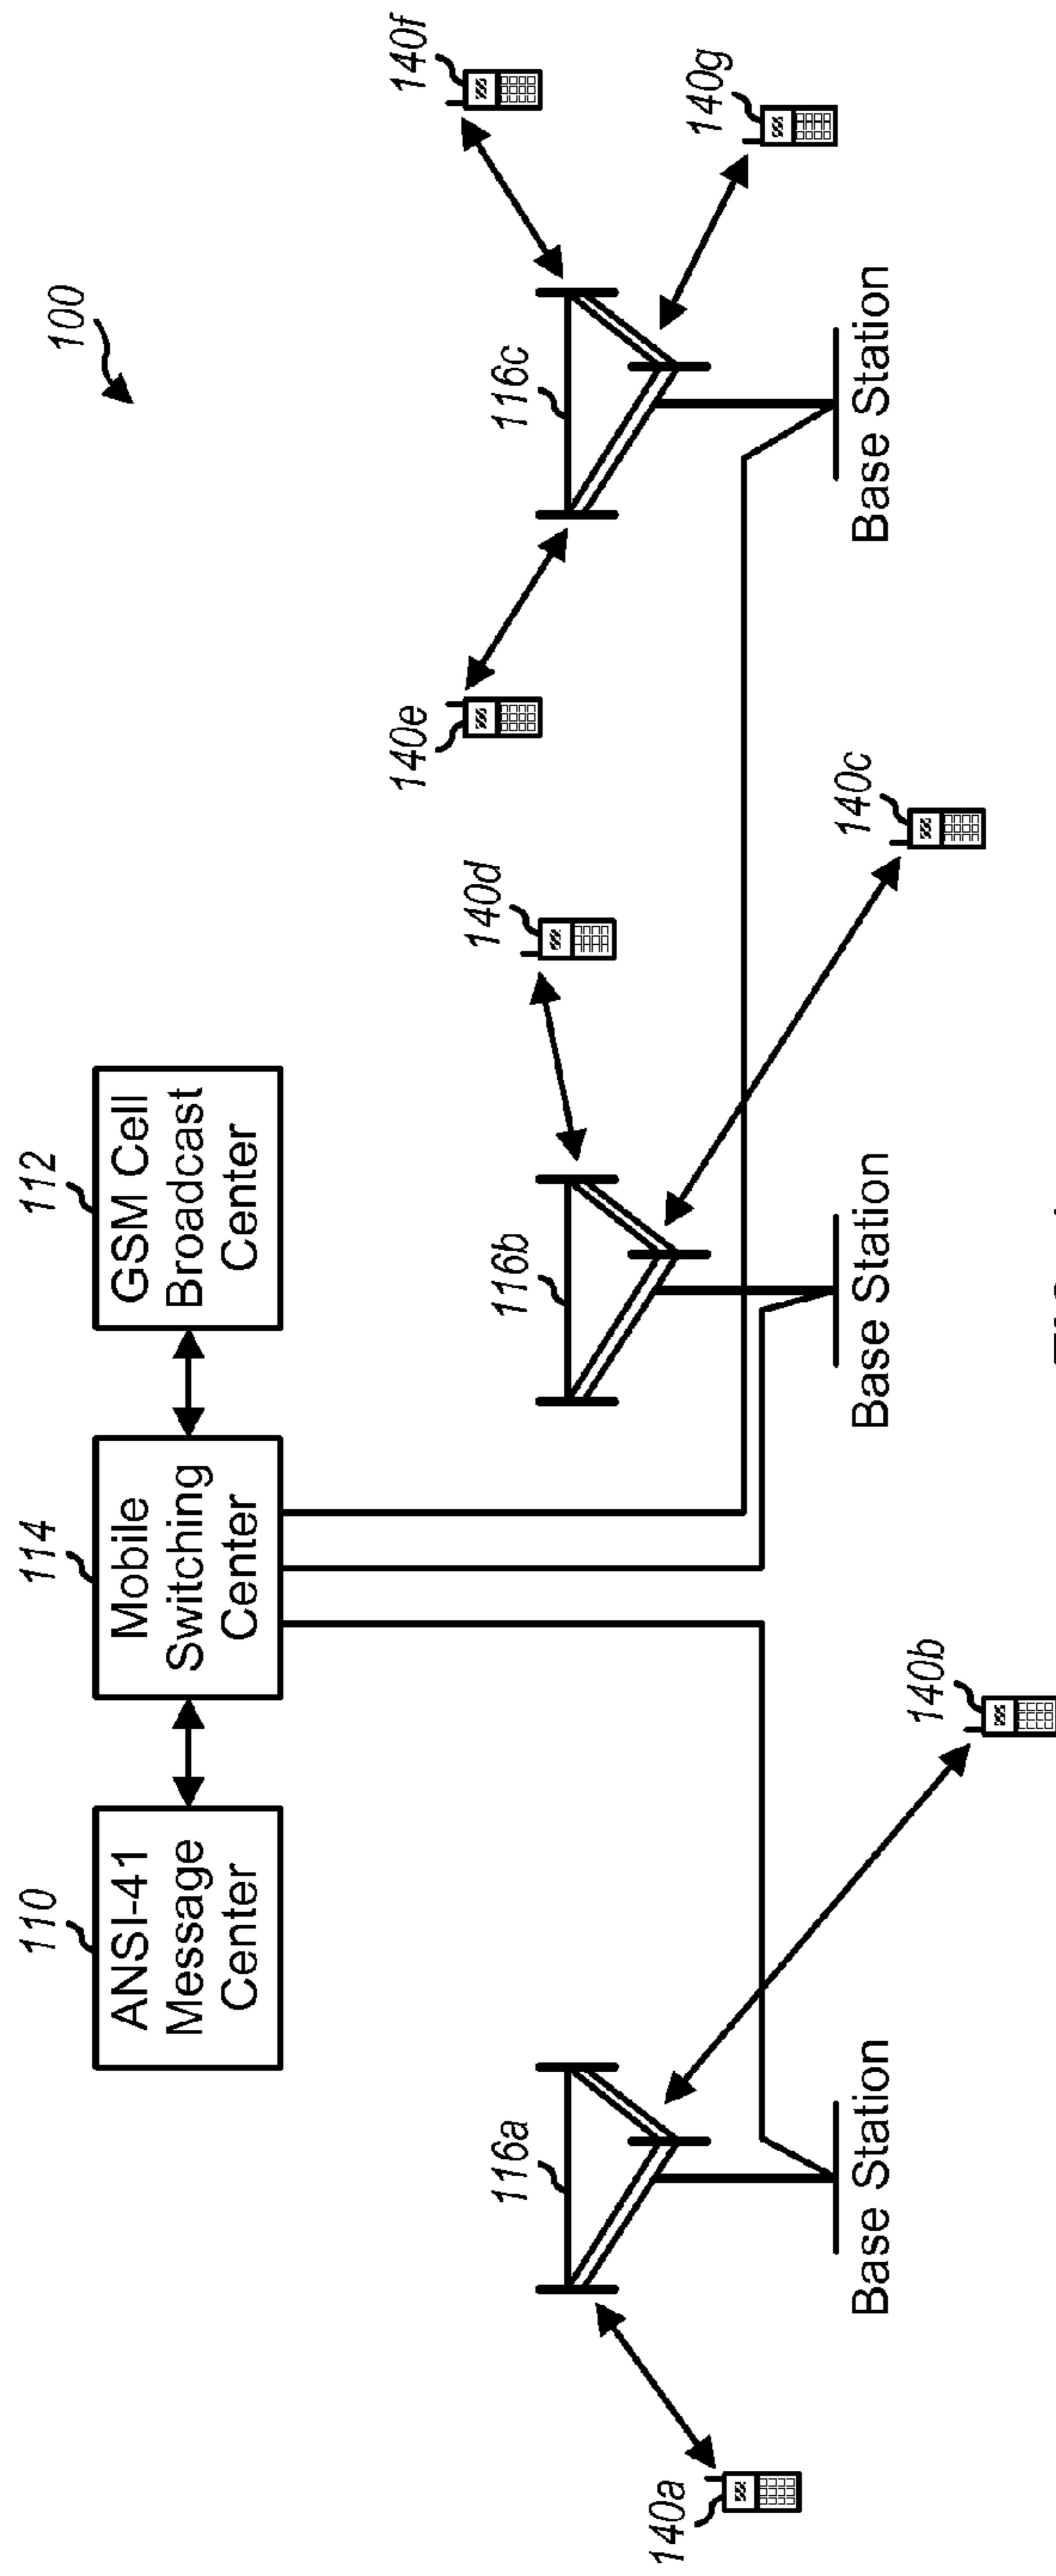 100
110
114
112
ANSI-41
Message
Center
Mobile
Switching
Center
GSM Cell
Broadcast
Center
116a
116b
116c
140a
140b
140c
140d
140e
140f
140g
Base Station
Base Station
Base Station